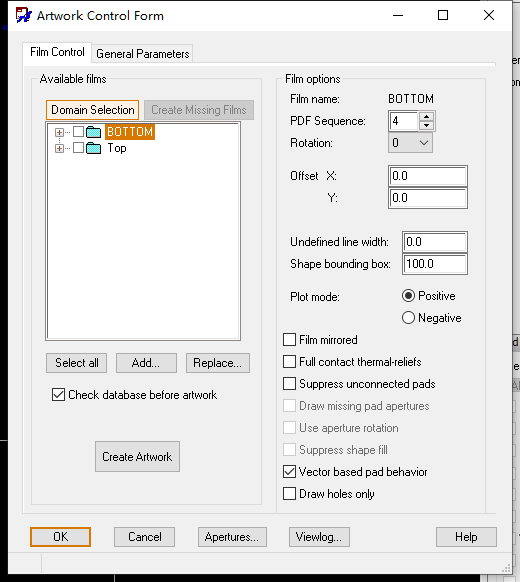 Artwork Control Form
Film Control
General Parameters
Available films
Domain Selection
Create Missing Films
BOTTOM
Top
Select all
Add...
Replace...
Check database before artwork
Create Artwork
Film options
Film name:
BOTTOM
PDF Sequence:
4
Rotation:
0
Offset X:
0.0
Y:
0.0
Undefined line width:
0.0
Shape bounding box:
100.0
Plot mode:
Positive
Negative
Film mirrored
Full contact thermal-reliefs
Suppress unconnected pads
Draw missing pad apertures
Use aperture rotation
Suppress shape fill
Vector based pad behavior
Draw holes only
OK
Cancel
Apertures...
Viewlog...
Help